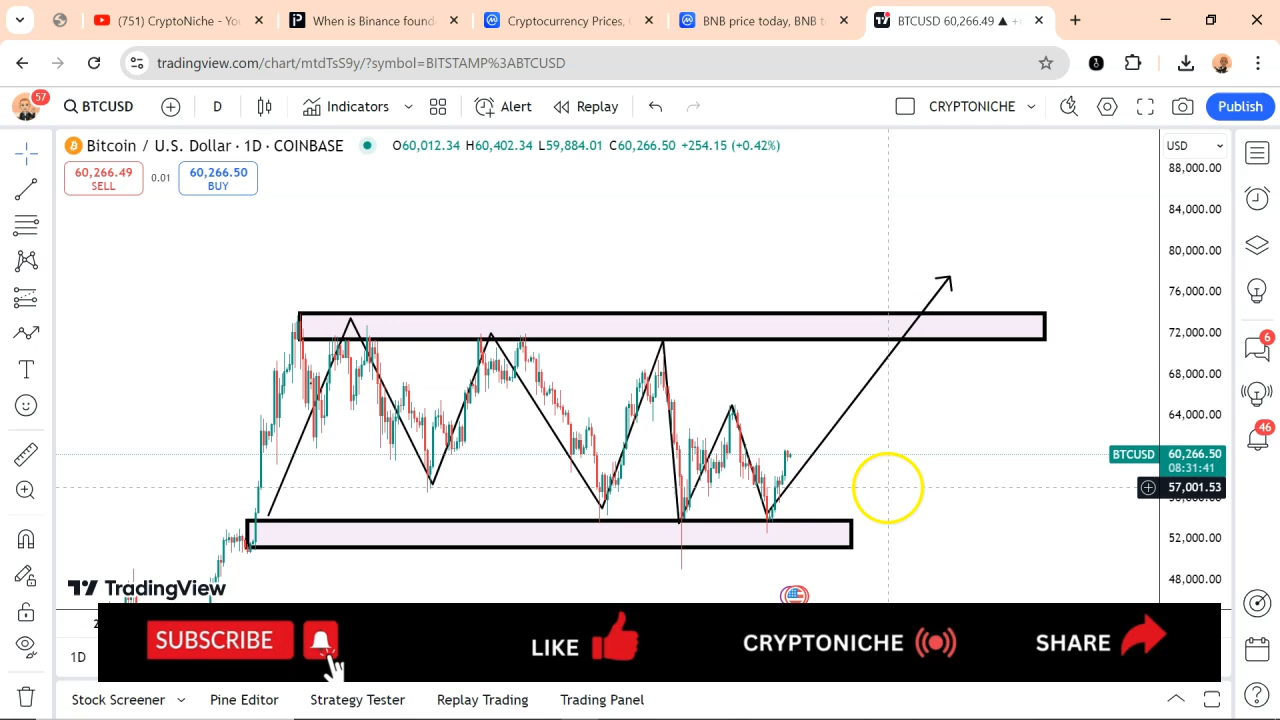 (751) CryptoNiche - Yo
When is Binance found
Cryptocurrency Prices,
BNB price today, BNB t
BTCUSD 60,266.49 ▲ +
tradingview.com/chart/mtdTsS9y/?symbol=BITSTAMP%3ABTCUSD
57
BTCUSD
D
Indicators
Alert
Replay
CRYPTONICHE
Publish
Bitcoin / U.S. Dollar · 1D · COINBASE
O60,012.34 H60,402.34 L59,884.01 C60,266.50 +254.15 (+0.42%)
USD
60,266.49
SELL
0.01
60,266.50
BUY
88,000.00
84,000.00
80,000.00
76,000.00
72,000.00
68,000.00
64,000.00
BTCUSD
60,266.50
08:31:41
57,001.53
52,000.00
48,000.00
6
46
TradingView
SUBSCRIBE
LIKE
CRYPTONICHE
SHARE
1D
Stock Screener
Pine Editor
Strategy Tester
Replay Trading
Trading Panel